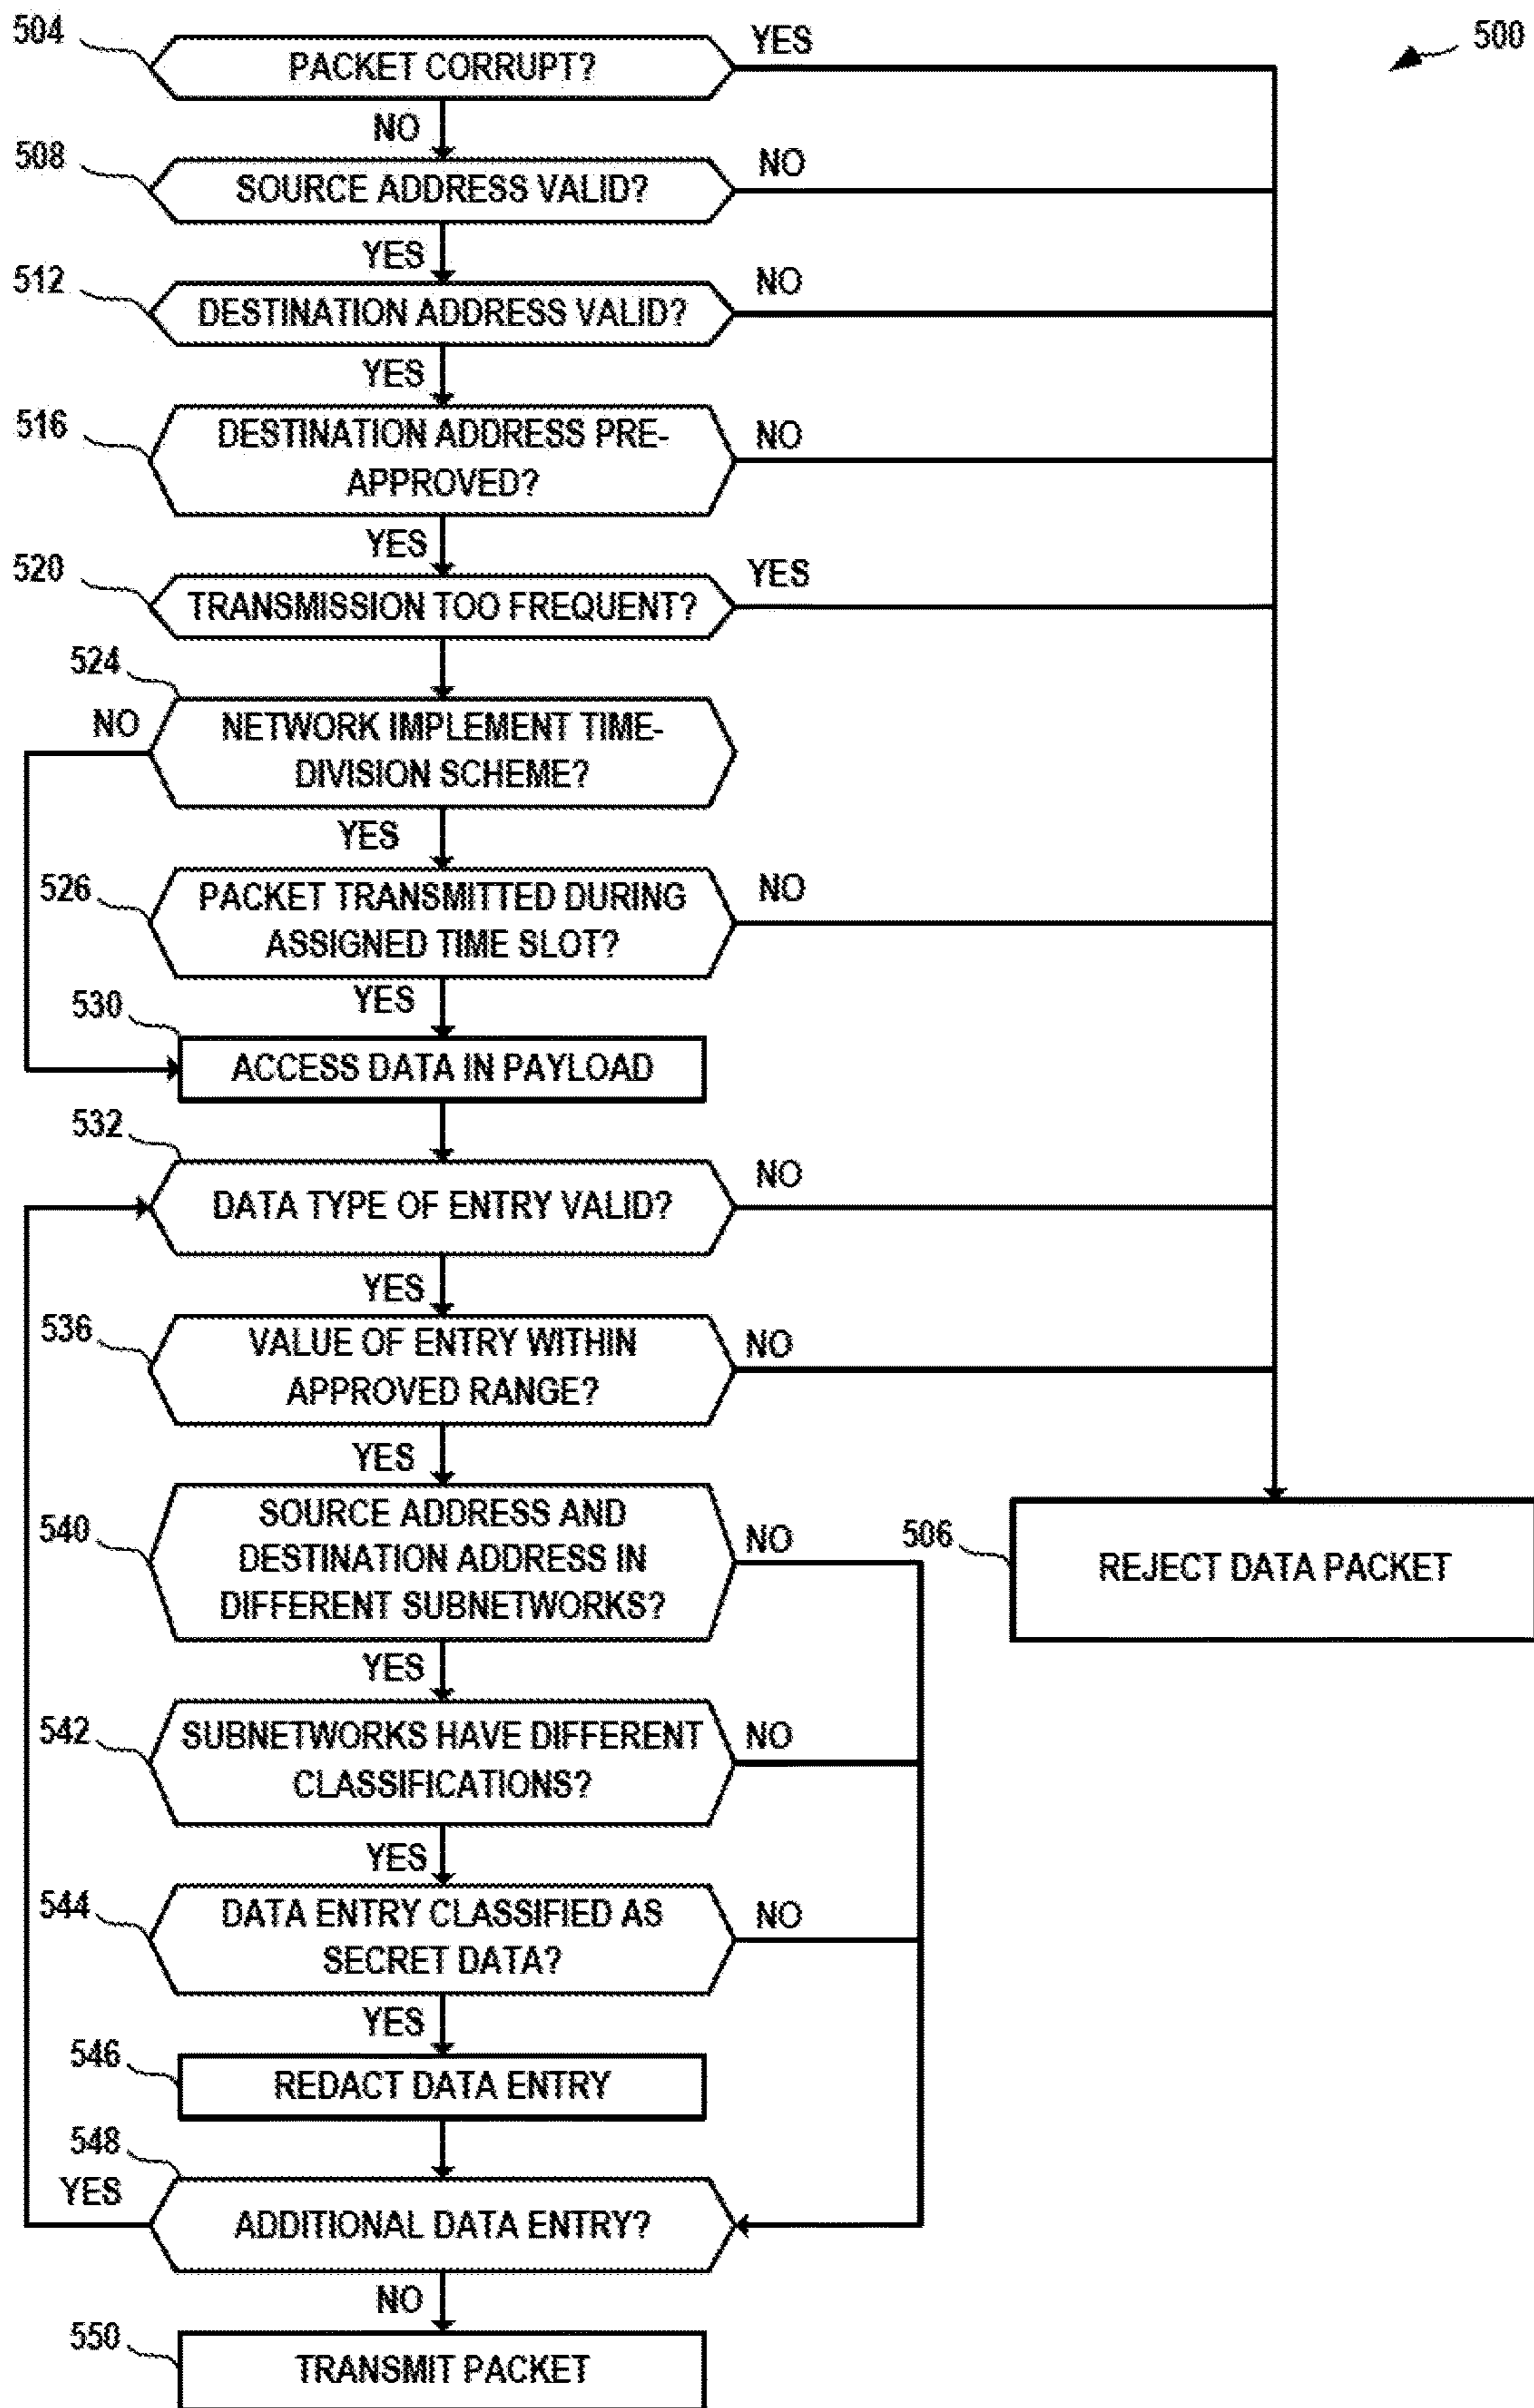 504
PACKET CORRUPT?
YES
500
NO
508
SOURCE ADDRESS VALID?
NO
YES
512
DESTINATION ADDRESS VALID?
NO
YES
516
DESTINATION ADDRESS PRE-
APPROVED?
NO
YES
520
TRANSMISSION TOO FREQUENT?
YES
524
NO
NETWORK IMPLEMENT TIME-
DIVISION SCHEME?
YES
526
PACKET TRANSMITTED DURING
ASSIGNED TIME SLOT?
NO
YES
530
ACCESS DATA IN PAYLOAD
532
DATA TYPE OF ENTRY VALID?
NO
YES
536
VALUE OF ENTRY WITHIN
APPROVED RANGE?
NO
YES
540
SOURCE ADDRESS AND
DESTINATION ADDRESS IN
DIFFERENT SUBNETWORKS?
NO
506
REJECT DATA PACKET
YES
542
SUBNETWORKS HAVE DIFFERENT
CLASSIFICATIONS?
NO
YES
544
DATA ENTRY CLASSIFIED AS
SECRET DATA?
NO
YES
546
REDACT DATA ENTRY
548
YES
ADDITIONAL DATA ENTRY?
NO
550
TRANSMIT PACKET